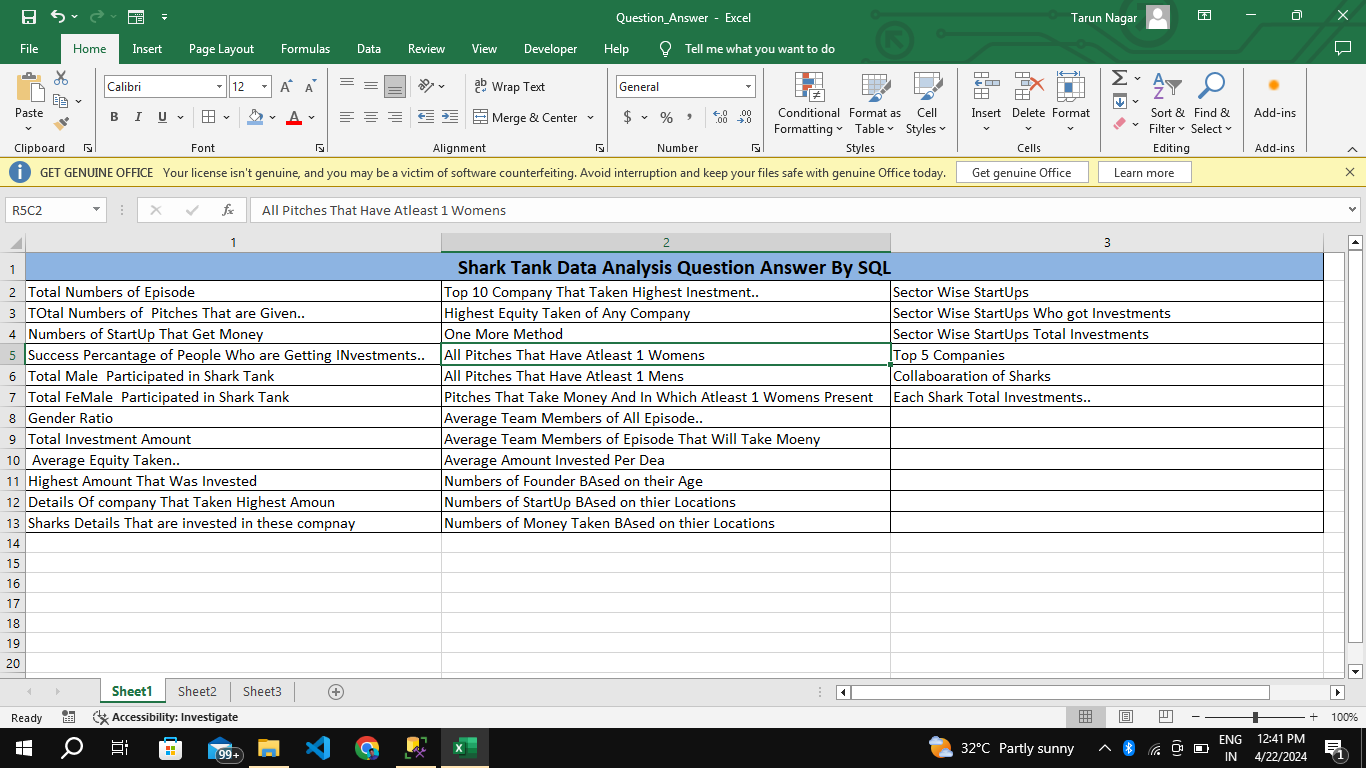 Question_Answer - Excel
Tarun Nagar
File Home Insert Page Layout Formulas Data Review View Developer Help Tell me what you want to do
Paste
Clipboard
Calibri 12
B I U A
Font
ab Wrap Text
Merge & Center
Alignment
General
$ % ,
Number
Conditional Formatting
Format as Table
Cell Styles
Styles
Insert Delete Format
Cells
Sort & Filter
Find & Select
Editing
Add-ins
Add-ins
GET GENUINE OFFICE Your license isn't genuine, and you may be a victim of software counterfeiting. Avoid interruption and keep your files safe with genuine Office today. Get genuine Office Learn more
R5C2 fx All Pitches That Have Atleast 1 Womens
1 2 3
1 Shark Tank Data Analysis Question Answer By SQL
2 Total Numbers of Episode Top 10 Company That Taken Highest Inestment.. Sector Wise StartUps
3 TOtal Numbers of  Pitches That are Given.. Highest Equity Taken of Any Company Sector Wise StartUps Who got Investments
4 Numbers of StartUp That Get Money One More Method Sector Wise StartUps Total Investments
5 Success Percantage of People Who are Getting INvestments.. All Pitches That Have Atleast 1 Womens Top 5 Companies
6 Total Male  Participated in Shark Tank All Pitches That Have Atleast 1 Mens Collaboaration of Sharks
7 Total FeMale  Participated in Shark Tank Pitches That Take Money And In Which Atleast 1 Womens Present Each Shark Total Investments..
8 Gender Ratio Average Team Members of All Episode..
9 Total Investment Amount Average Team Members of Episode That Will Take Moeny
10 Average Equity Taken.. Average Amount Invested Per Dea
11 Highest Amount That Was Invested Numbers of Founder BAsed on their Age
12 Details Of company That Taken Highest Amoun Numbers of StartUp BAsed on thier Locations
13 Sharks Details That are invested in these compnay Numbers of Money Taken BAsed on thier Locations
14
15
16
17
18
19
20
Sheet1 Sheet2 Sheet3
Ready Accessibility: Investigate 100%
99+ 32°C Partly sunny ENG IN 12:41 PM 4/22/2024 1